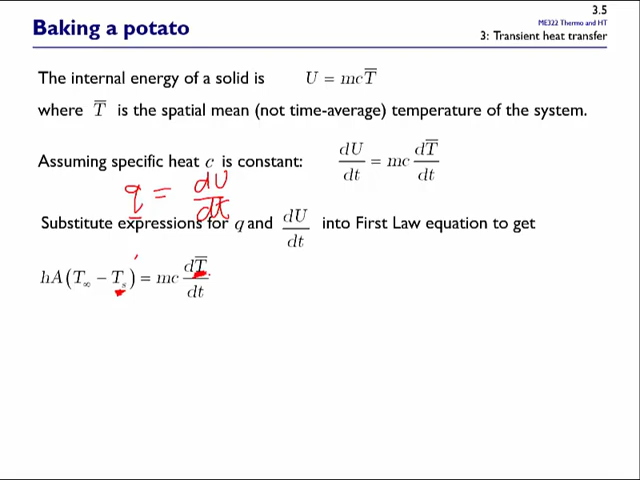 3.5
Baking a potato
ME322 Thermo and HT
3: Transient heat transfer
The internal energy of a solid is U = mcT̅
where T̅ is the spatial mean (not time-average) temperature of the system.
Assuming specific heat c is constant: dU/dt = mc dT̅/dt
q = dU/dt
Substitute expressions for q and dU/dt into First Law equation to get
hA(T∞ − Tₛ) = mc dT̅/dt